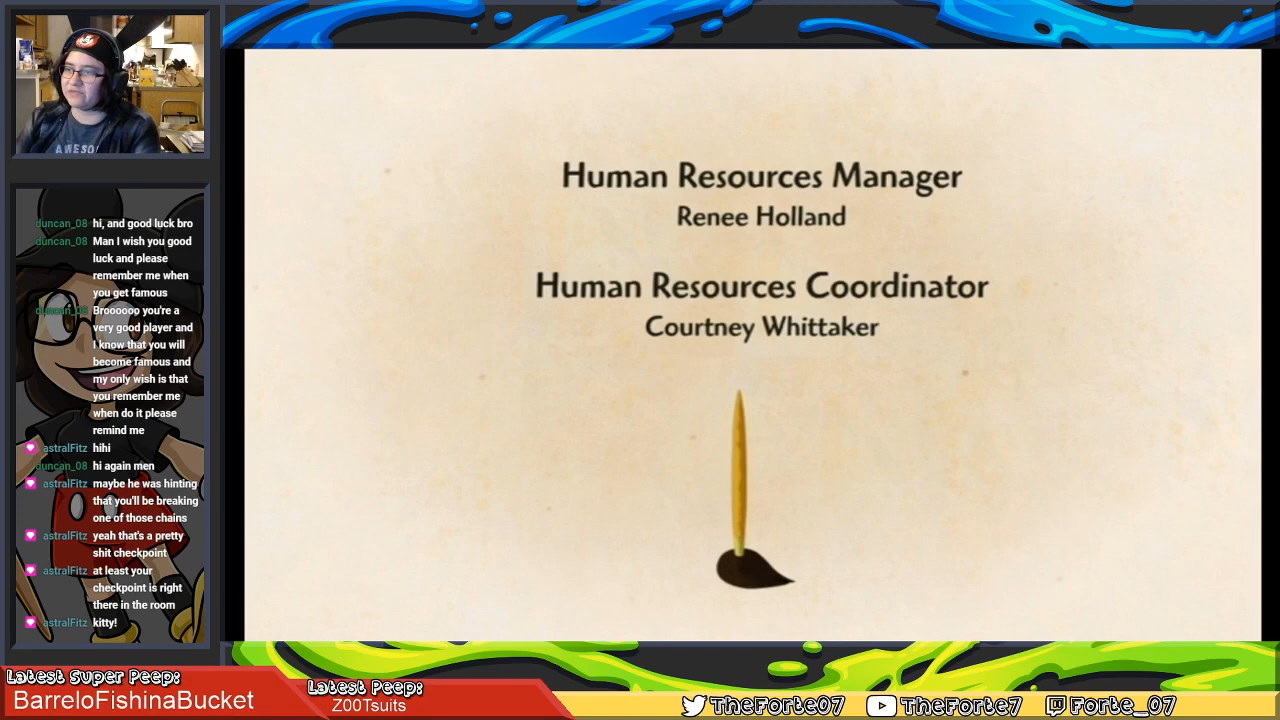 AWESO
duncan_08 hi, and good luck bro
duncan_08 Man I wish you good
luck and please
remember me when
you get famous
duncan_08 Broooooo you're a
very good player and
I know that you will
become famous and
my only wish is that
you remember me
when do it please
remind me
astralFitz hihi
duncan_08 hi again men
astralFitz maybe he was hinting
that you'll be breaking
one of those chains
astralFitz yeah that's a pretty
shit checkpoint
astralFitz at least your
checkpoint is right
there in the room
astralFitz kitty!
Human Resources Manager
Renee Holland
Human Resources Coordinator
Courtney Whittaker
Latest Super Peep:
BarreloFishinaBucket
Latest Peep:
Z00Tsuits
TheForte07
TheForte7
Forte_07